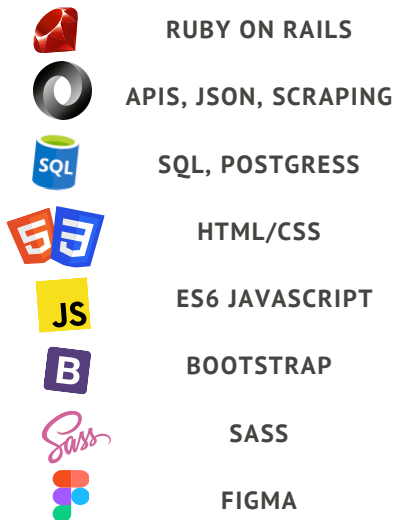 RUBY ON RAILS
APIS, JSON, SCRAPING
SQL
SQL, POSTGRESS
5 3
HTML/CSS
JS
ES6 JAVASCRIPT
B
BOOTSTRAP
Sass
SASS
FIGMA